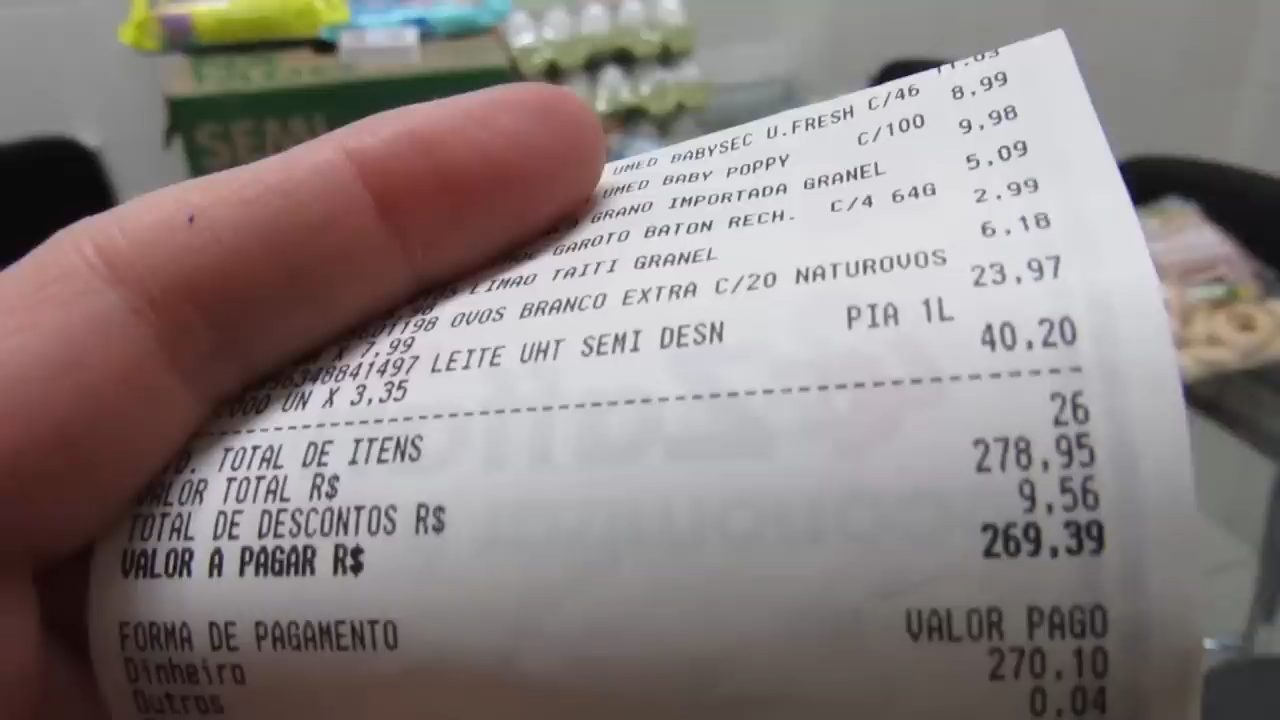 SEMI
11.03
UMED BABYSEC U.FRESH C/46 8,99
UMED BABY POPPY C/100 9,98
GRANO IMPORTADA GRANEL 5,09
GAROTO BATON RECH. C/4 64G 2,99
LIMAO TAITI GRANEL 6,18
OVOS BRANCO EXTRA C/20 NATUROVOS 23,97
X 7,99
LEITE UHT SEMI DESN PIA 1L 40,20
UN X 3,35
26
TOTAL DE ITENS
278,95
VALOR TOTAL R$
9,56
TOTAL DE DESCONTOS R$
269,39
VALOR A PAGAR R$
FORMA DE PAGAMENTO VALOR PAGO
Dinheiro 270,10
Outros 0,04